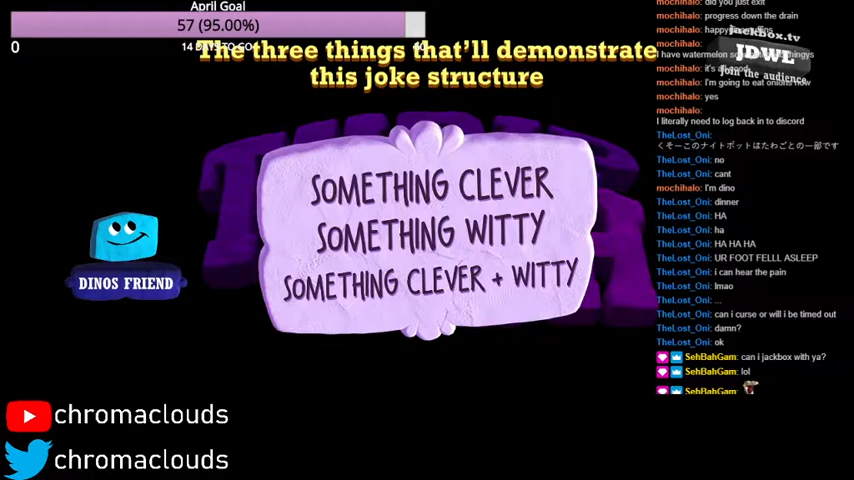 April Goal
57 (95.00%)
0
14 DAYS TO GO
The three things that'll demonstrate
this joke structure
SOMETHING CLEVER
SOMETHING WITTY
SOMETHING CLEVER + WITTY
DINOS FRIEND
chromaclouds
chromaclouds
jackbox.tv
JDWL
join the audience
mochihalo: did you just exit
mochihalo: progress down the drain
mochihalo: happy
mochihalo:
I have watermelon
mochihalo: it's all good
mochihalo: I'm going to eat onions now
mochihalo: yes
mochihalo:
I literally need to log back in to discord
TheLost_Oni:
くそーこのナイトボットはたわごとの一部です
TheLost_Oni: no
TheLost_Oni: cant
mochihalo: I'm dino
TheLost_Oni: dinner
TheLost_Oni: HA
TheLost_Oni: ha
TheLost_Oni: HA HA HA
TheLost_Oni: UR FOOT FELLL ASLEEP
TheLost_Oni: i can hear the pain
TheLost_Oni: lmao
TheLost_Oni: ...
TheLost_Oni: can i curse or will i be timed out
TheLost_Oni: damn?
TheLost_Oni: ok
SehBahGam: can i jackbox with ya?
SehBahGam: lol
SehBahGam: